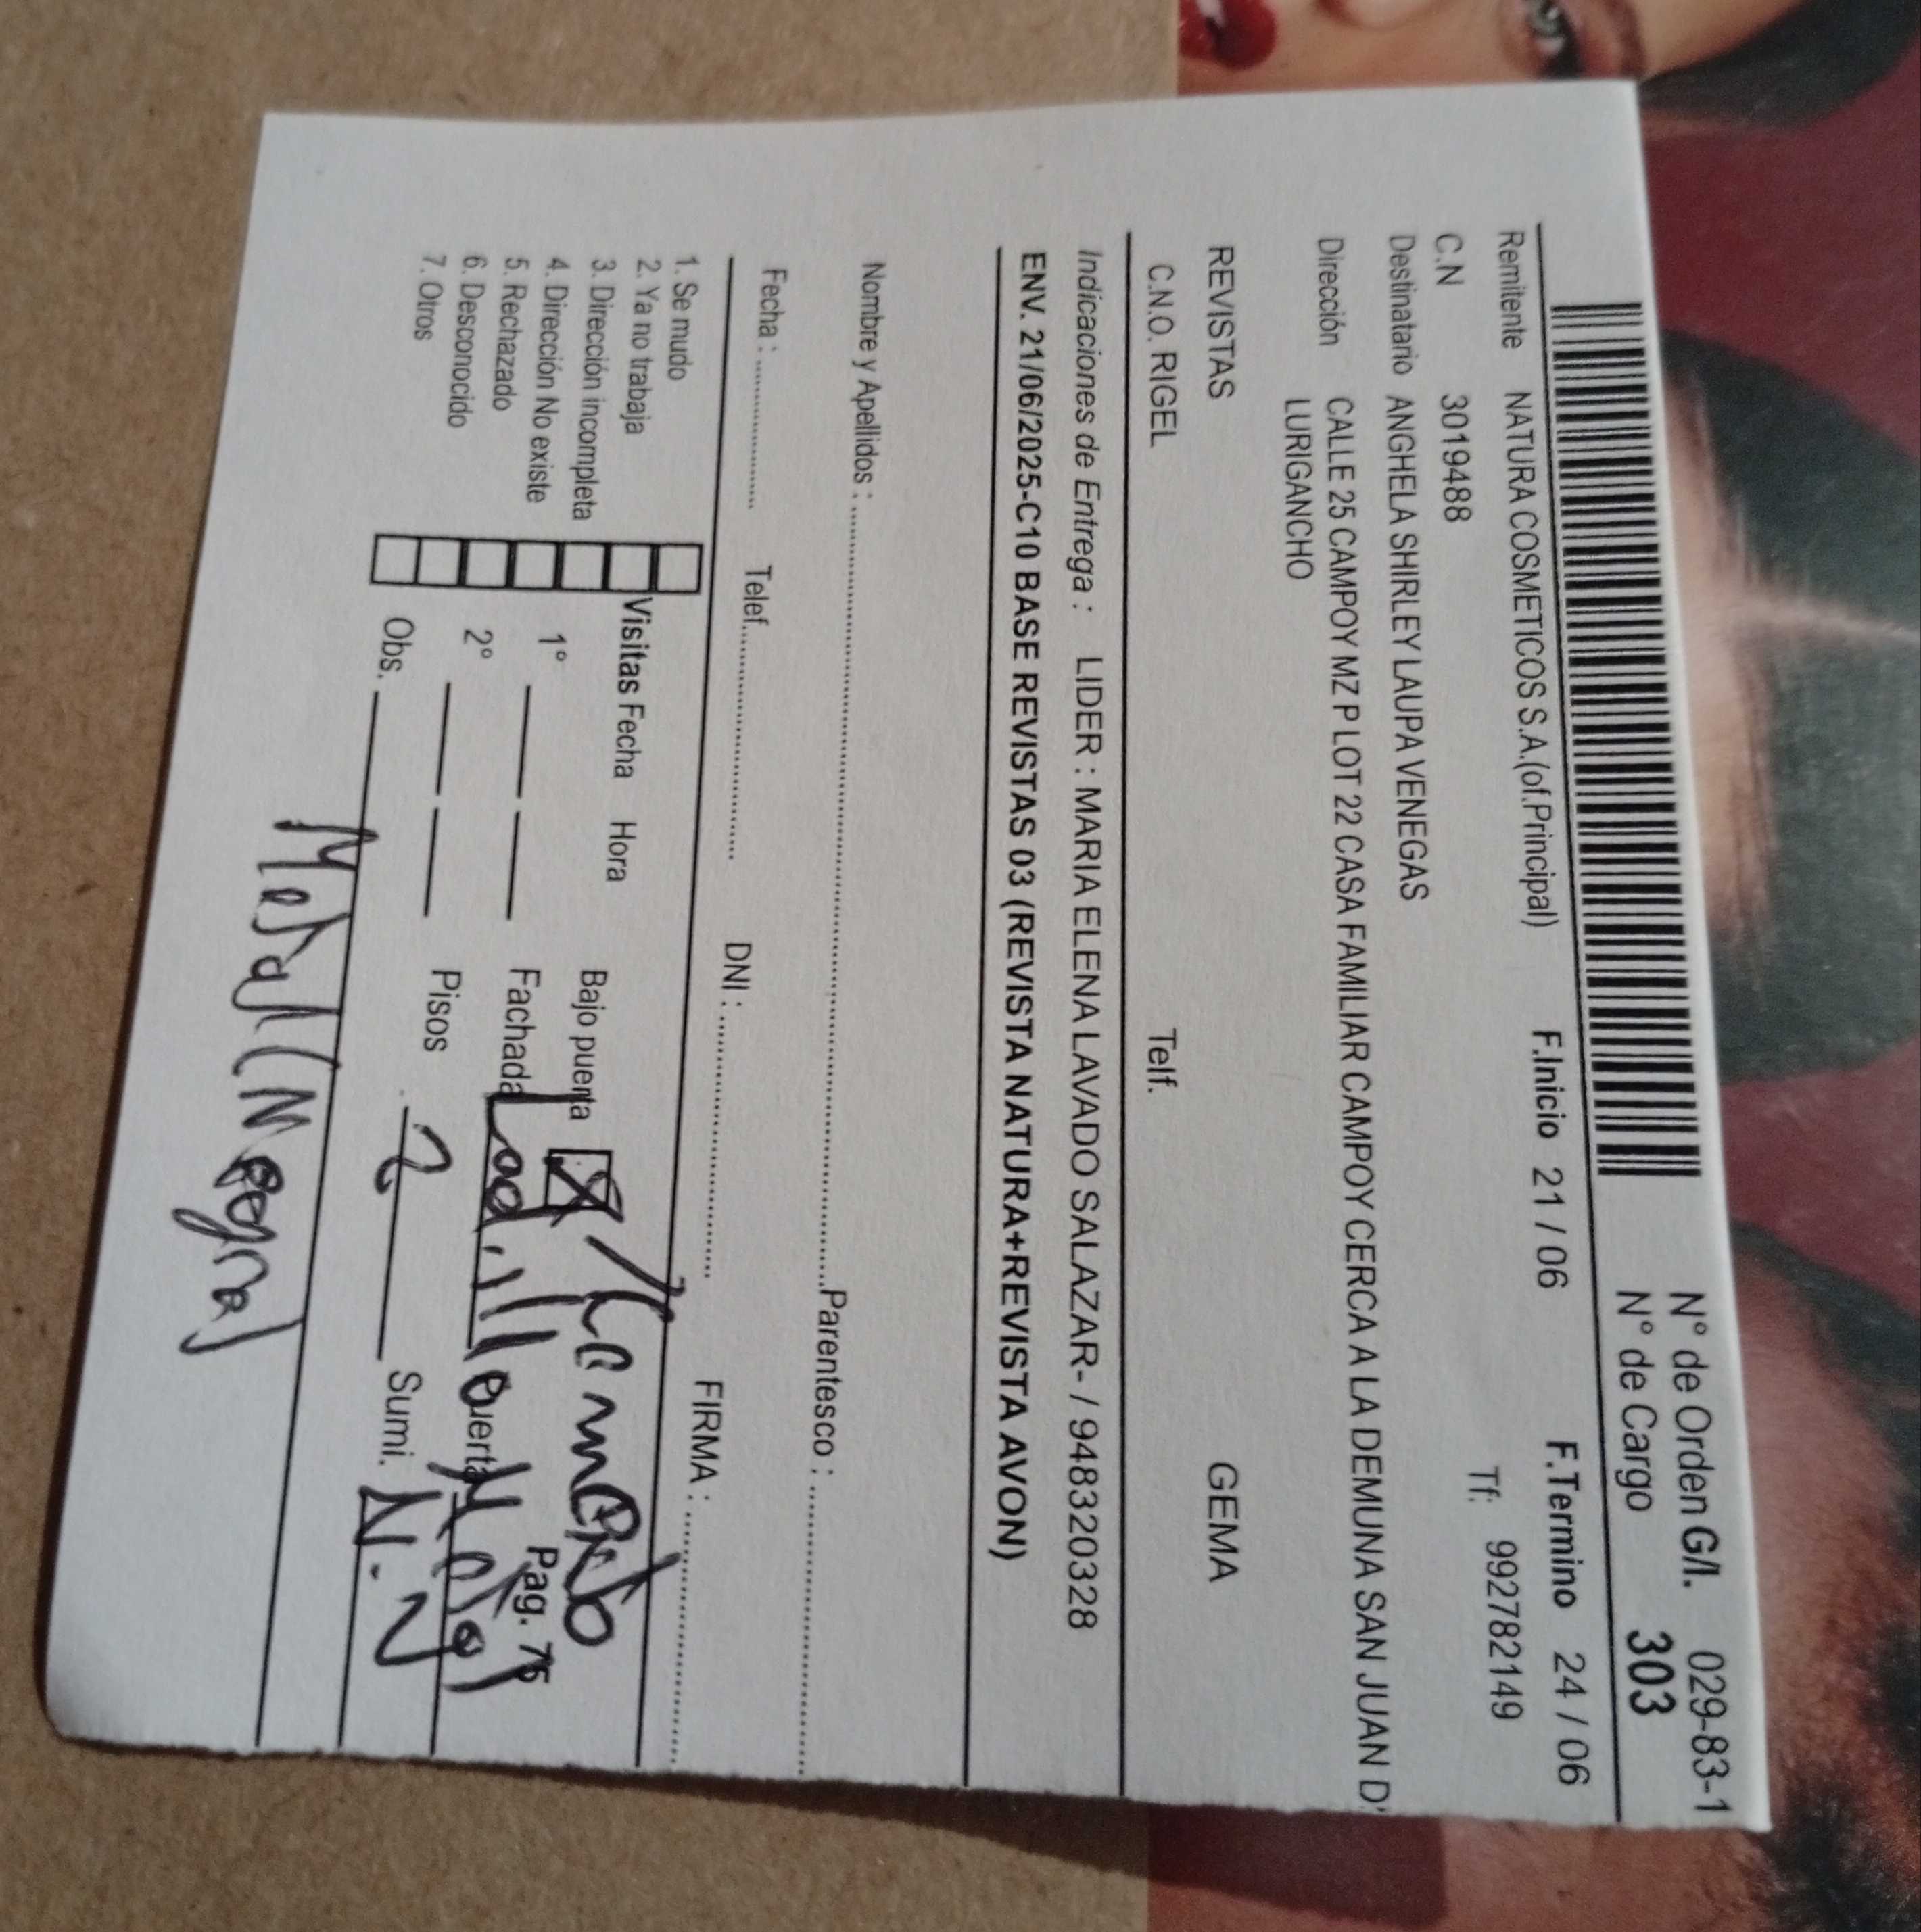 N° de Orden G/I. 029-83-1
N° de Cargo 303
F.Inicio 21 / 06 F.Termino 24 / 06
Remitente NATURA COSMETICOS S.A.(of.Principal)
C.N 3019488 Tf: 992782149
Destinatario ANGHELA SHIRLEY LAUPA VENEGAS
Dirección CALLE 25 CAMPOY MZ P LOT 22 CASA FAMILIAR CAMPOY CERCA A LA DEMUNA SAN JUAN D'
LURIGANCHO
REVISTAS GEMA
C.N.O. RIGEL Telf.
Indicaciones de Entrega : LIDER : MARIA ELENA LAVADO SALAZAR- / 948320328
ENV. 21/06/2025-C10 BASE REVISTAS 03 (REVISTA NATURA+REVISTA AVON)
Nombre y Apellidos : Parentesco :
Fecha : Telef. DNI : FIRMA :
1. Se mudo
2. Ya no trabaja Visitas Fecha Hora Bajo puerta X
3. Dirección incompleta
4. Dirección No existe 1° Fachada Ladrillo Puerta Pag. 75
5. Rechazado
6. Desconocido 2° Pisos 2 Sumi. N.N
7. Otros Obs.
Metal (Negra)